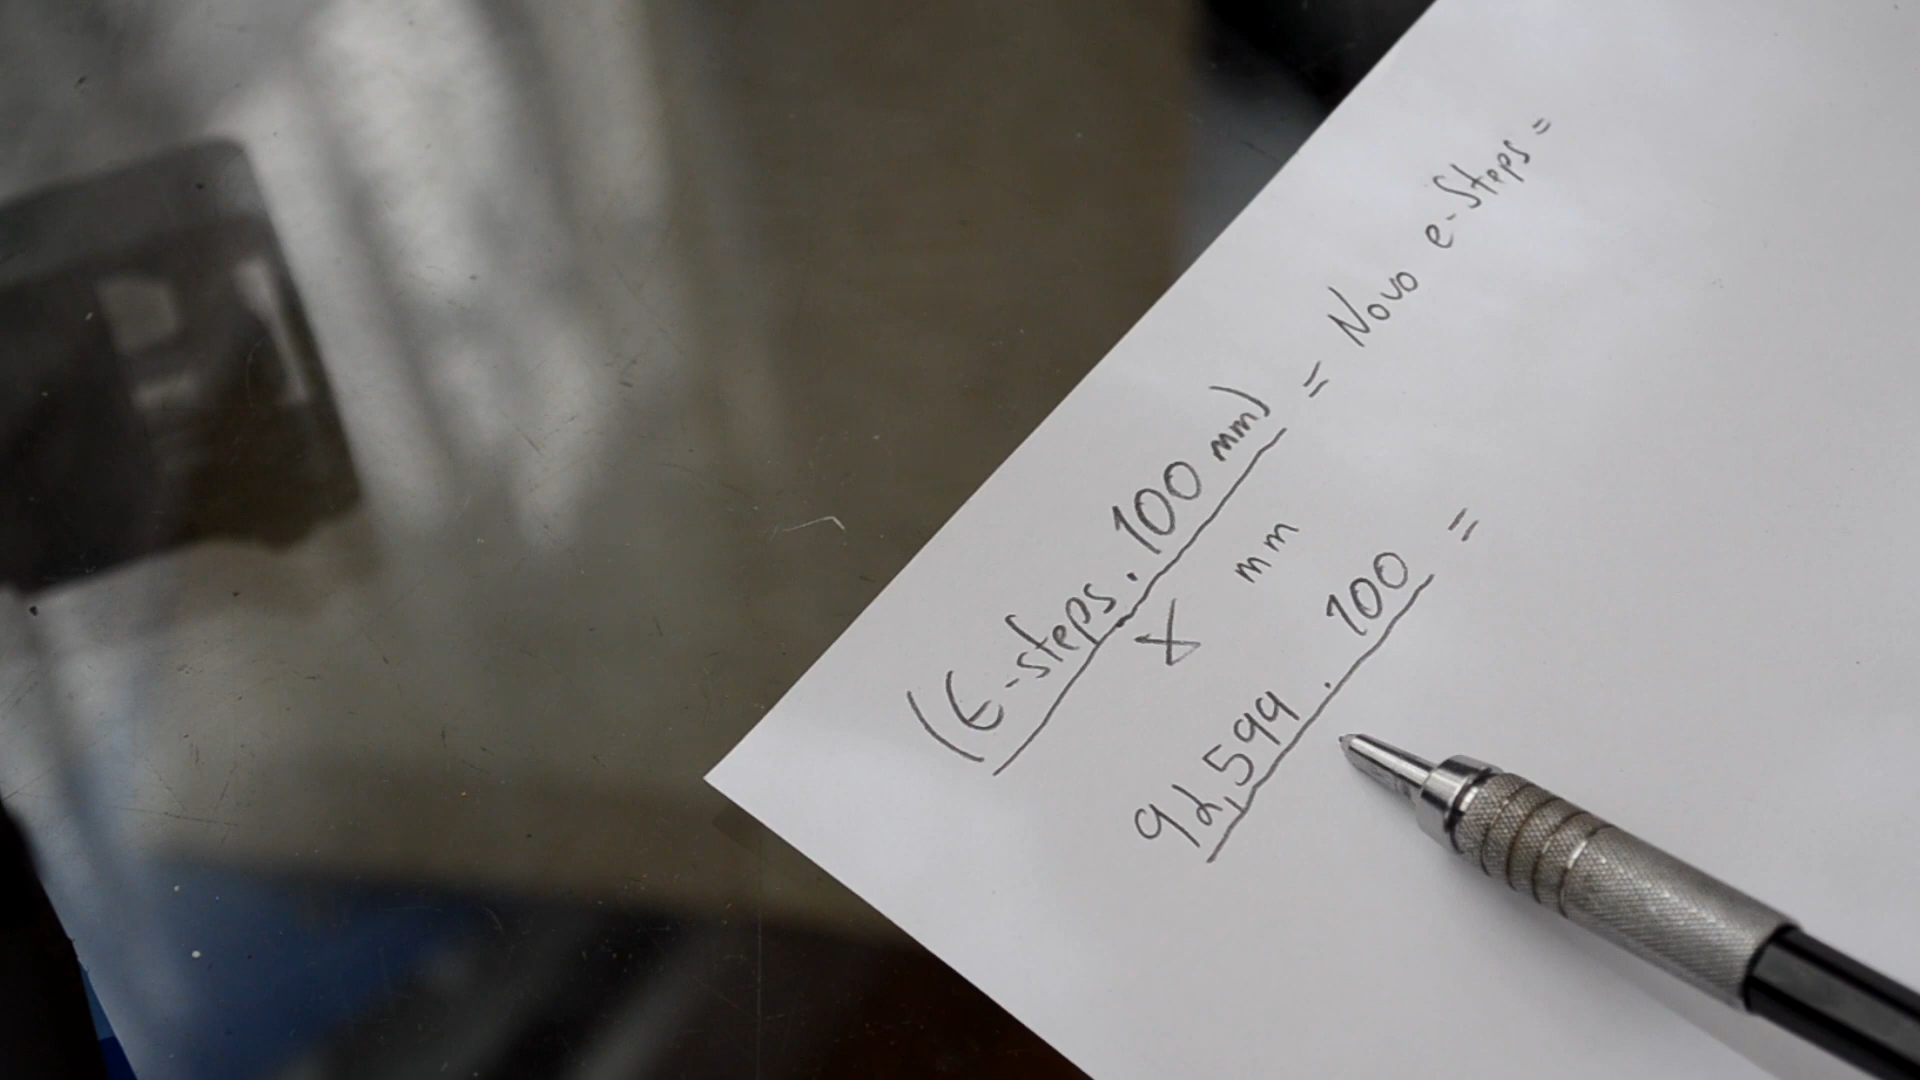 (E-steps . 100 mm) = Novo e-Steps =
X mm
92,599 . 100 =